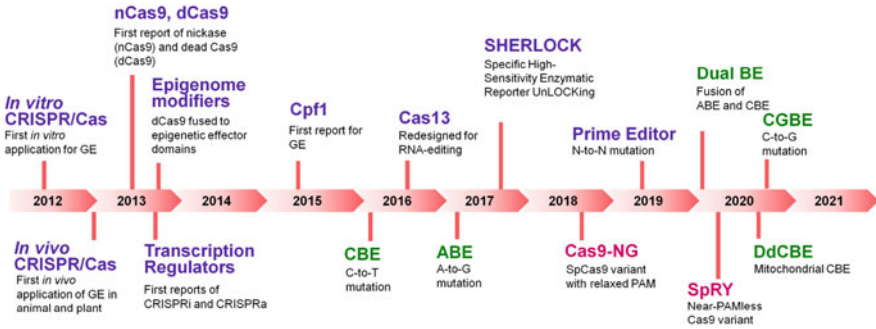 nCas9, dCas9
First report of nickase
(nCas9) and dead Cas9
(dCas9)
In vitro
CRISPR/Cas
First in vitro
application for GE
Epigenome
modifiers
dCas9 fused to
epigenetic effector
domains
Cpf1
First report for
GE
Cas13
Redesigned for
RNA-editing
SHERLOCK
Specific High-
Sensitivity Enzymatic
Reporter UnLOCKing
Prime Editor
N-to-N mutation
Dual BE
Fusion of
ABE and CBE
CGBE
C-to-G
mutation
2012
2013
2014
2015
2016
2017
2018
2019
2020
2021
In vivo
CRISPR/Cas
First in vivo
application of GE in
animal and plant
Transcription
Regulators
First reports of
CRISPRi and CRISPRa
CBE
C-to-T
mutation
ABE
A-to-G
mutation
Cas9-NG
SpCas9 variant
with relaxed PAM
SpRY
Near-PAMless
Cas9 variant
DdCBE
Mitochondrial CBE